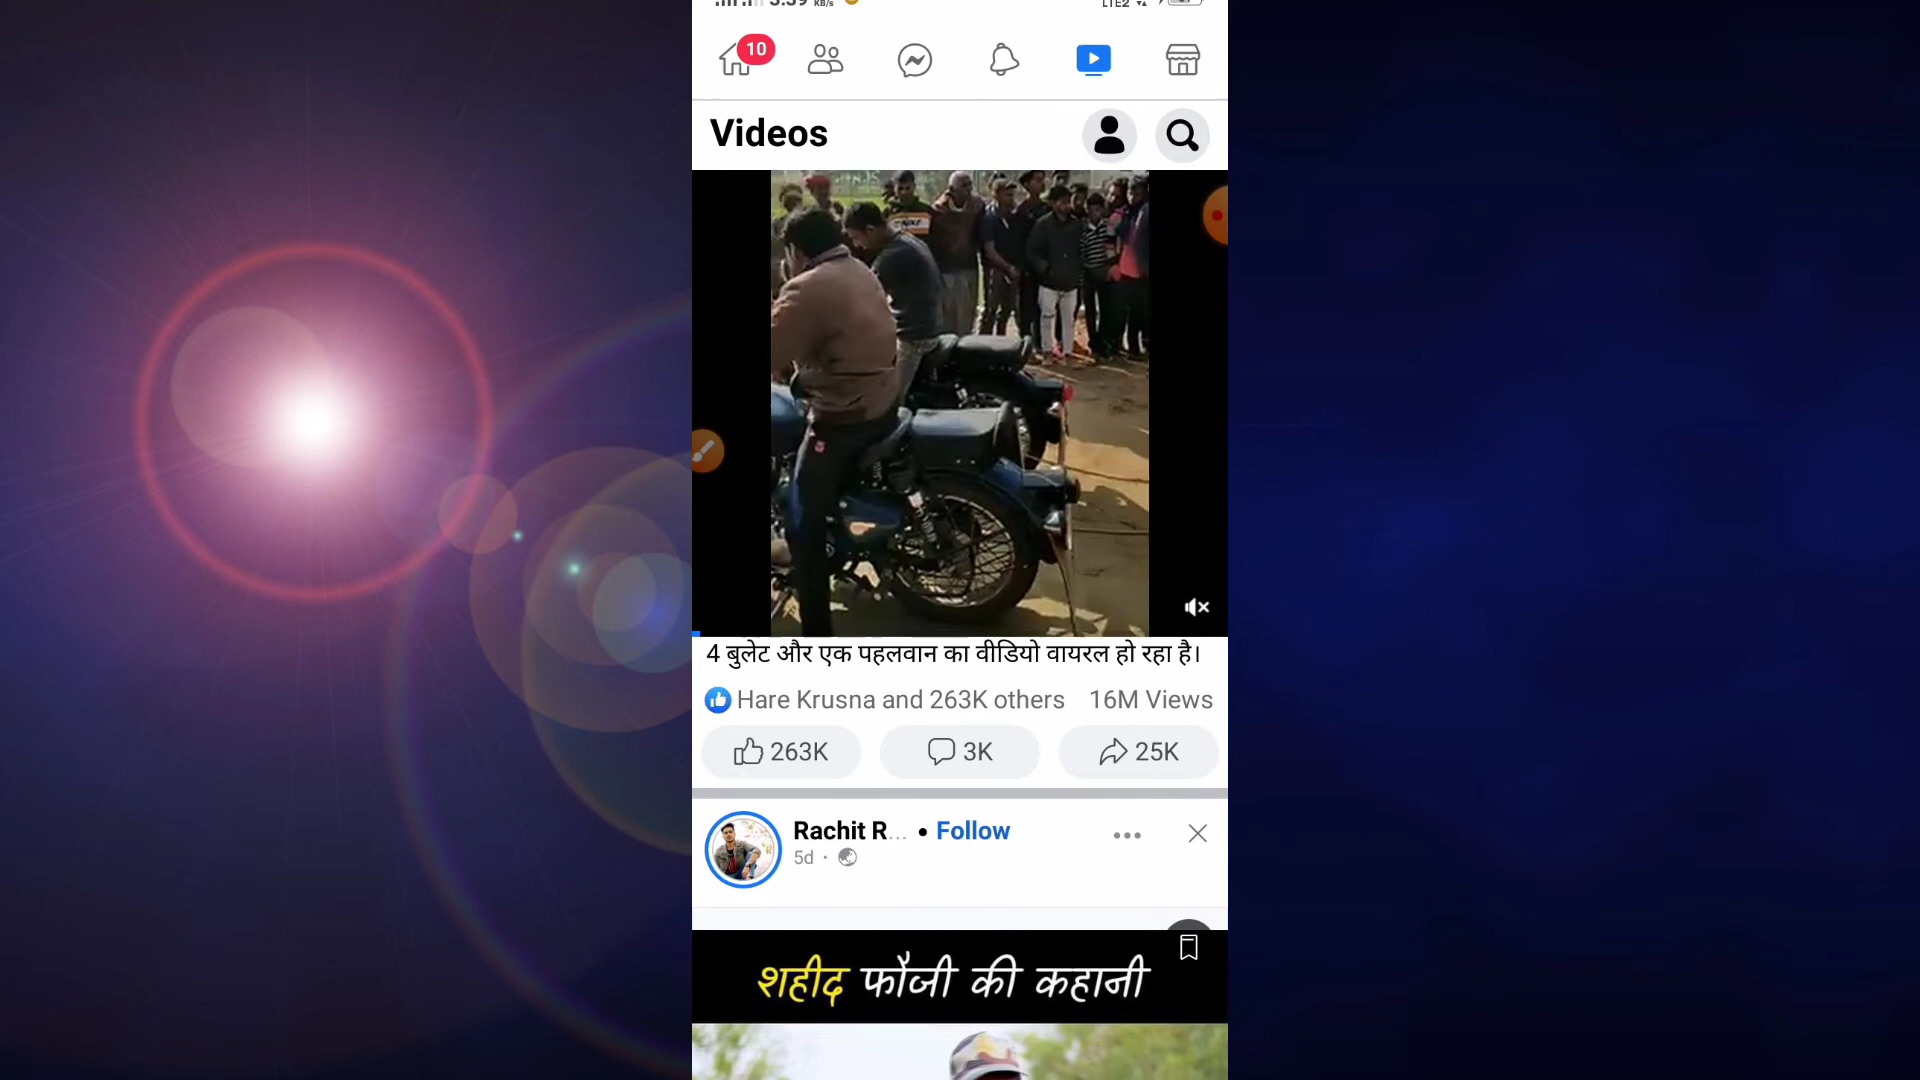 10
Videos
4 बुलेट और एक पहलवान का वीडियो वायरल हो रहा है।
Hare Krusna and 263K others 16M Views
263K 3K 25K
Rachit R... • Follow
5d ·
शहीद फौजी की कहानी